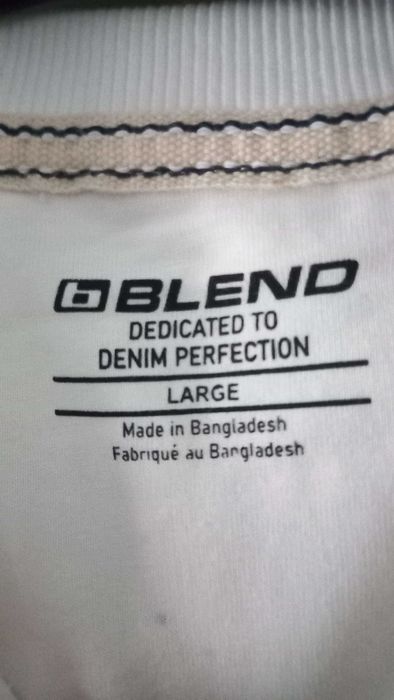 BLEND
DEDICATED TO
DENIM PERFECTION
LARGE
Made in Bangladesh
Fabriqué au Bangladesh